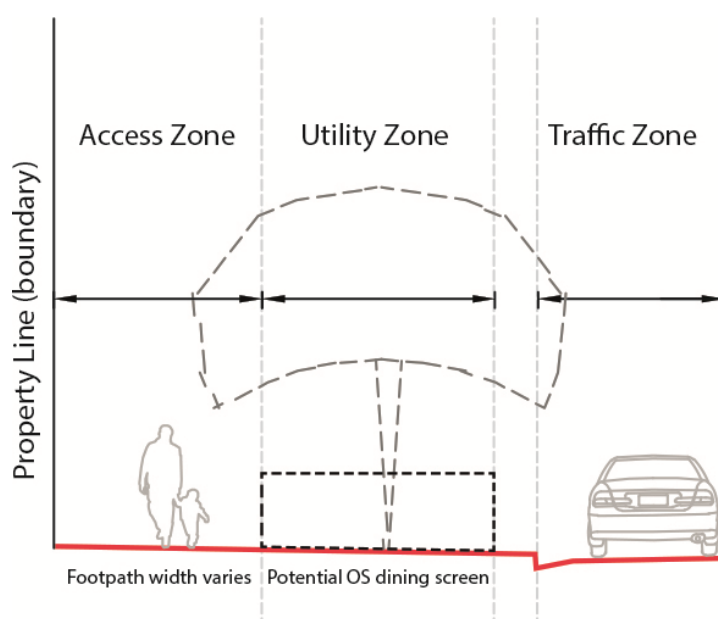 Access Zone
Utility Zone
Traffic Zone
Property Line (boundary)
Footpath width varies
Potential OS dining screen